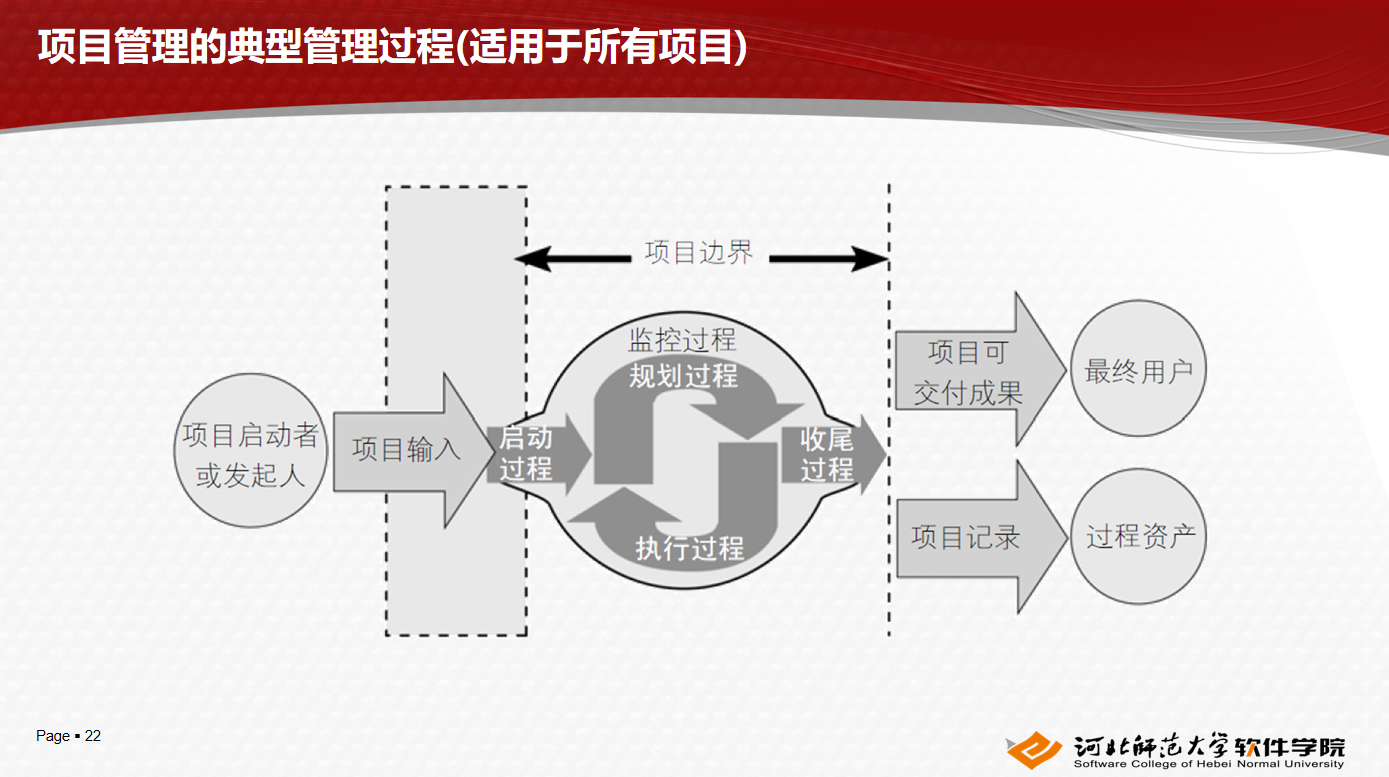 项目管理的典型管理过程(适用于所有项目)
项目边界
监控过程
规划过程
项目启动者
或发起人
项目输入
启动
过程
收尾
过程
执行过程
项目可
交付成果
最终用户
项目记录
过程资产
Page ▪ 22
河北师范大学软件学院
Software College of Hebei Normal University